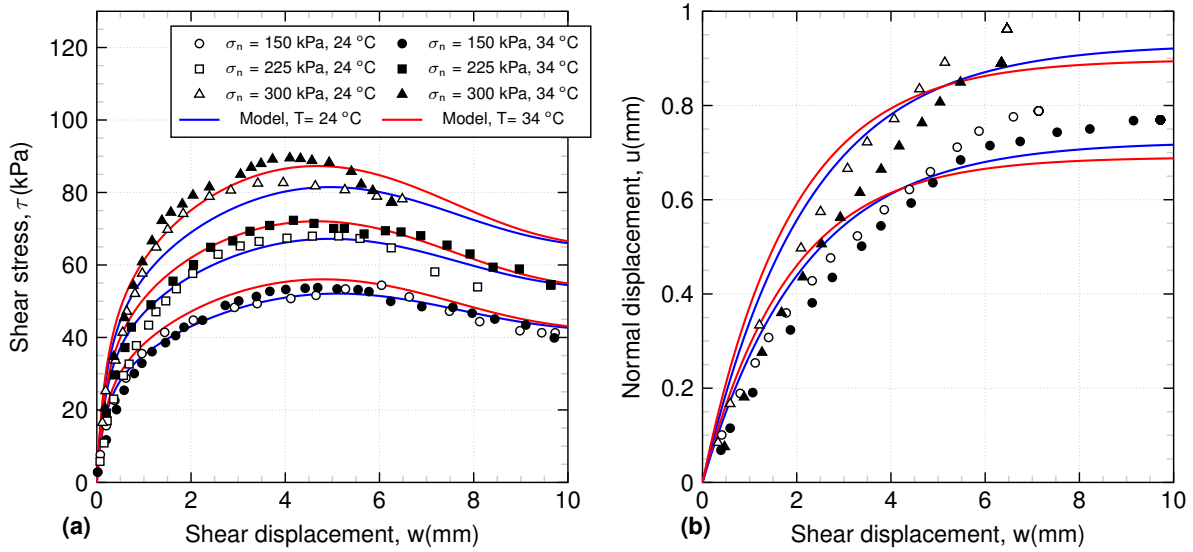 120
100
80
60
40
20
0
Shear stress, τ(kPa)
σn = 150 kPa, 24 °C
σn = 150 kPa, 34 °C
σn = 225 kPa, 24 °C
σn = 225 kPa, 34 °C
σn = 300 kPa, 24 °C
σn = 300 kPa, 34 °C
Model, T= 24 °C
Model, T= 34 °C
0 2 4 6 8 10
(a)
Shear displacement, w(mm)
1
0.8
0.6
0.4
0.2
0
Normal displacement, u(mm)
0 2 4 6 8 10
(b)
Shear displacement, w(mm)